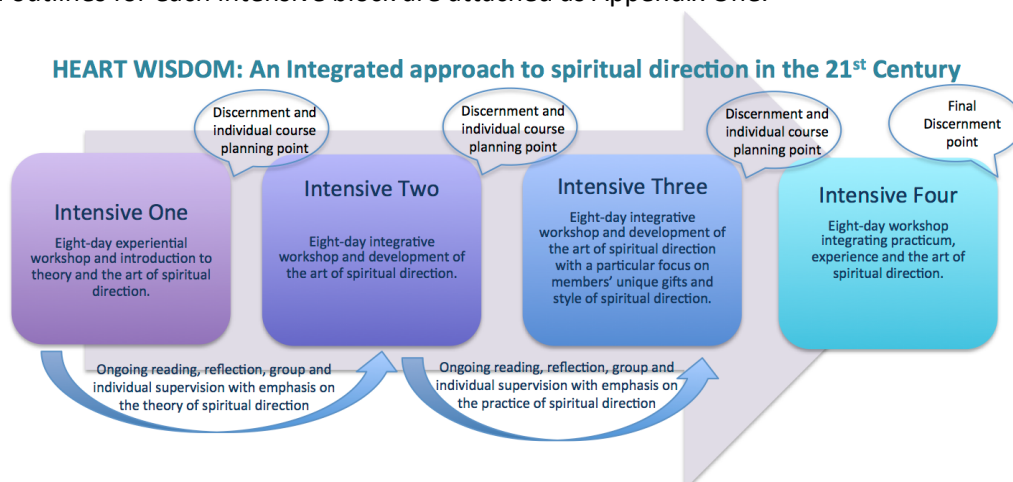 outlines for each intensive block are attached as Appendix One.
HEART WISDOM: An Integrated approach to spiritual direction in the 21st Century
Discernment and
individual course
planning point
Discernment and
individual course
planning point
Discernment and
individual course
planning point
Final
Discernment
point
Intensive One
Eight-day experiential
workshop and introduction to
theory and the art of spiritual
direction.
Intensive Two
Eight-day integrative
workshop and development of
the art of spiritual direction.
Intensive Three
Eight-day integrative
workshop and development of
the art of spiritual direction
with a particular focus on
members’ unique gifts and
style of spiritual direction.
Intensive Four
Eight-day workshop
integrating practicum,
experience and the art of
spiritual direction.
Ongoing reading, reflection, group and
individual supervision with emphasis on
the theory of spiritual direction
Ongoing reading, reflection, group and
individual supervision with emphasis on
the practice of spiritual direction